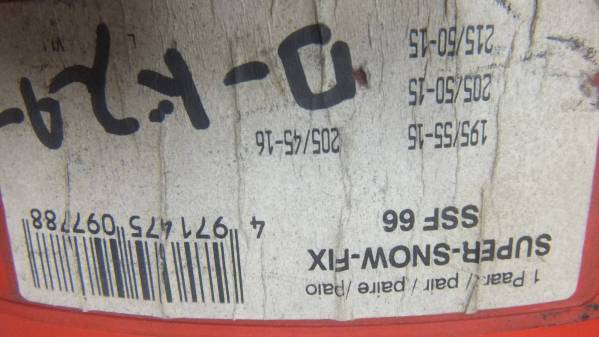 1 Paar / pair / paire / paio
SUPER-SNOW-FIX
SSF 66
4 971475 097788
195/55-15 205/45-16
205/50-15
215/50-15